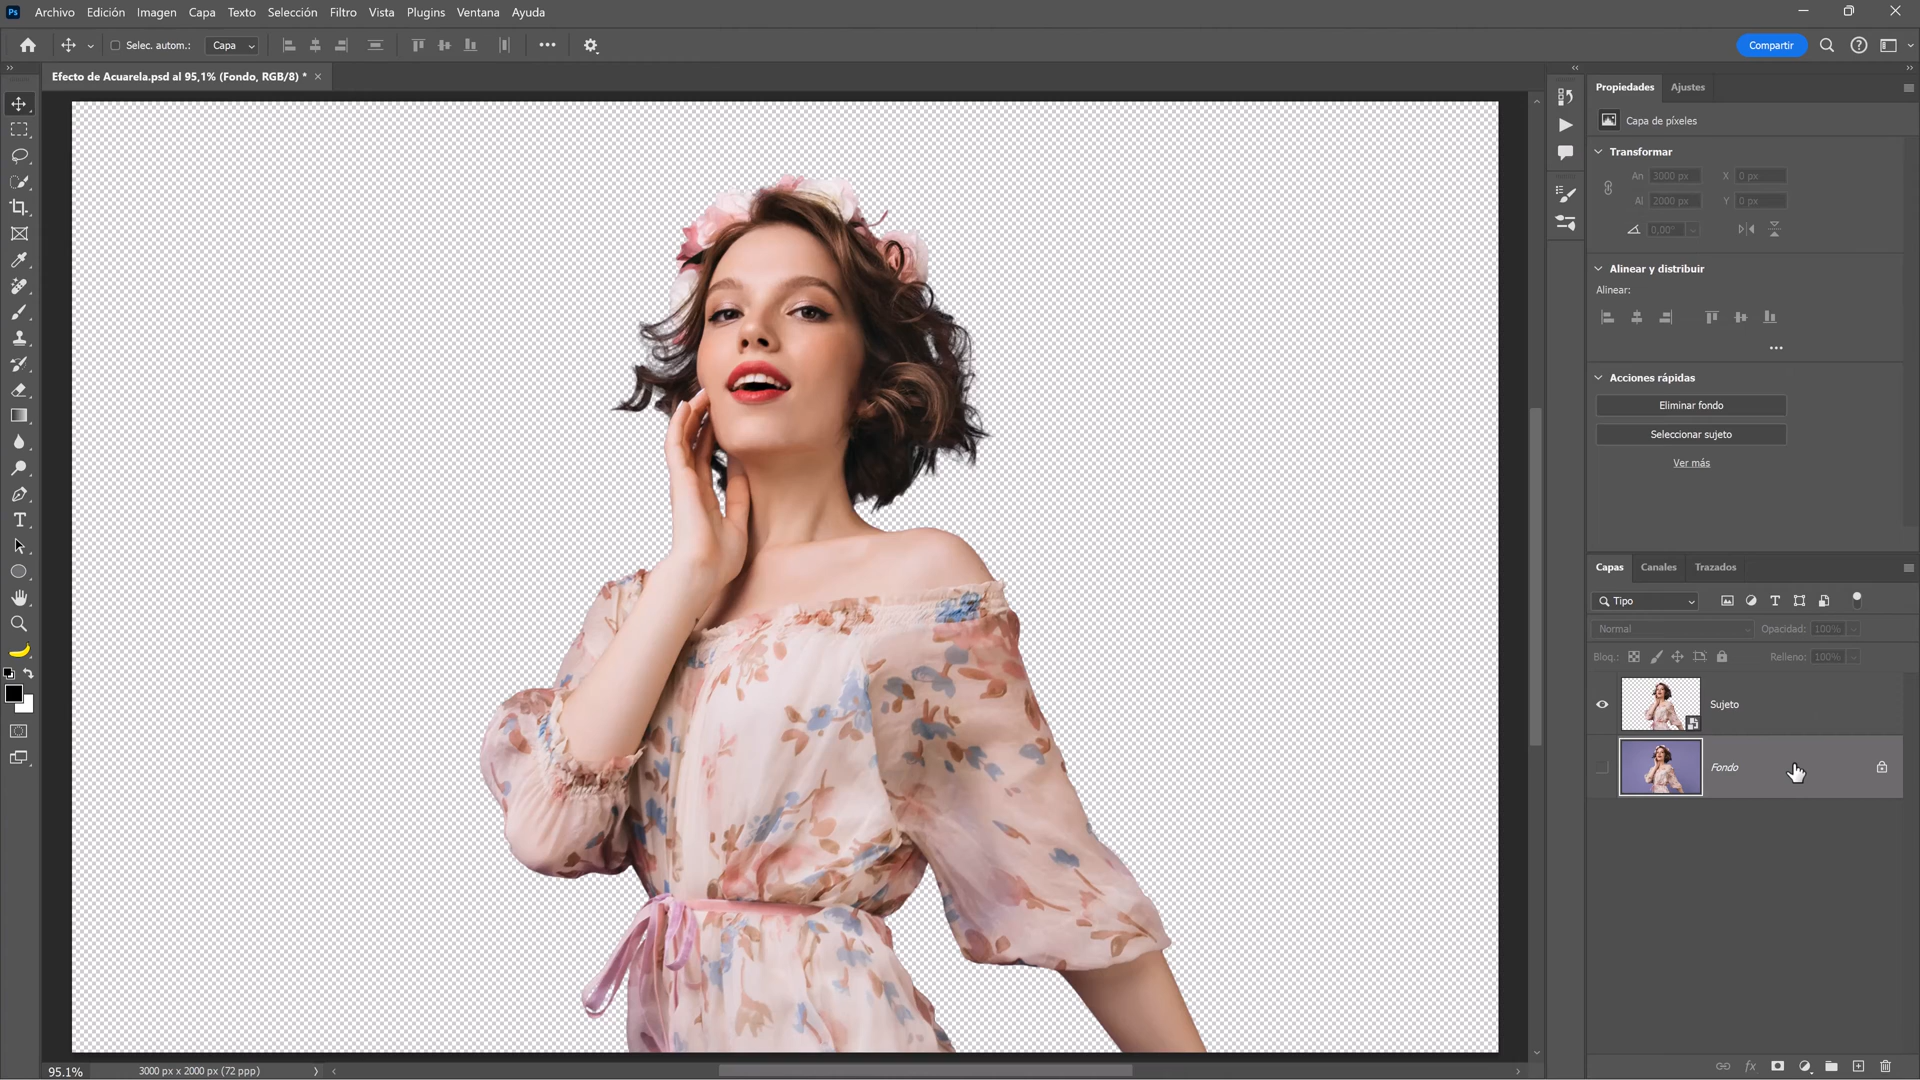 Ps Archivo Edición Imagen Capa Texto Selección Filtro Vista Plugins Ventana Ayuda
Selec. autom.: Capa
Compartir
Efecto de Acuarela.psd al 95,1% (Fondo, RGB/8) *
Propiedades Ajustes
Capa de píxeles
Transformar
An 3000 px X 0 px
Al 2000 px Y 0 px
0,00°
Alinear y distribuir
Alinear:
Acciones rápidas
Eliminar fondo
Seleccionar sujeto
Ver más
Capas Canales Trazados
Tipo
Normal Opacidad: 100%
Bloq.: Relleno: 100%
Sujeto
Fondo
fx
95.1% 3000 px x 2000 px (72 ppp)